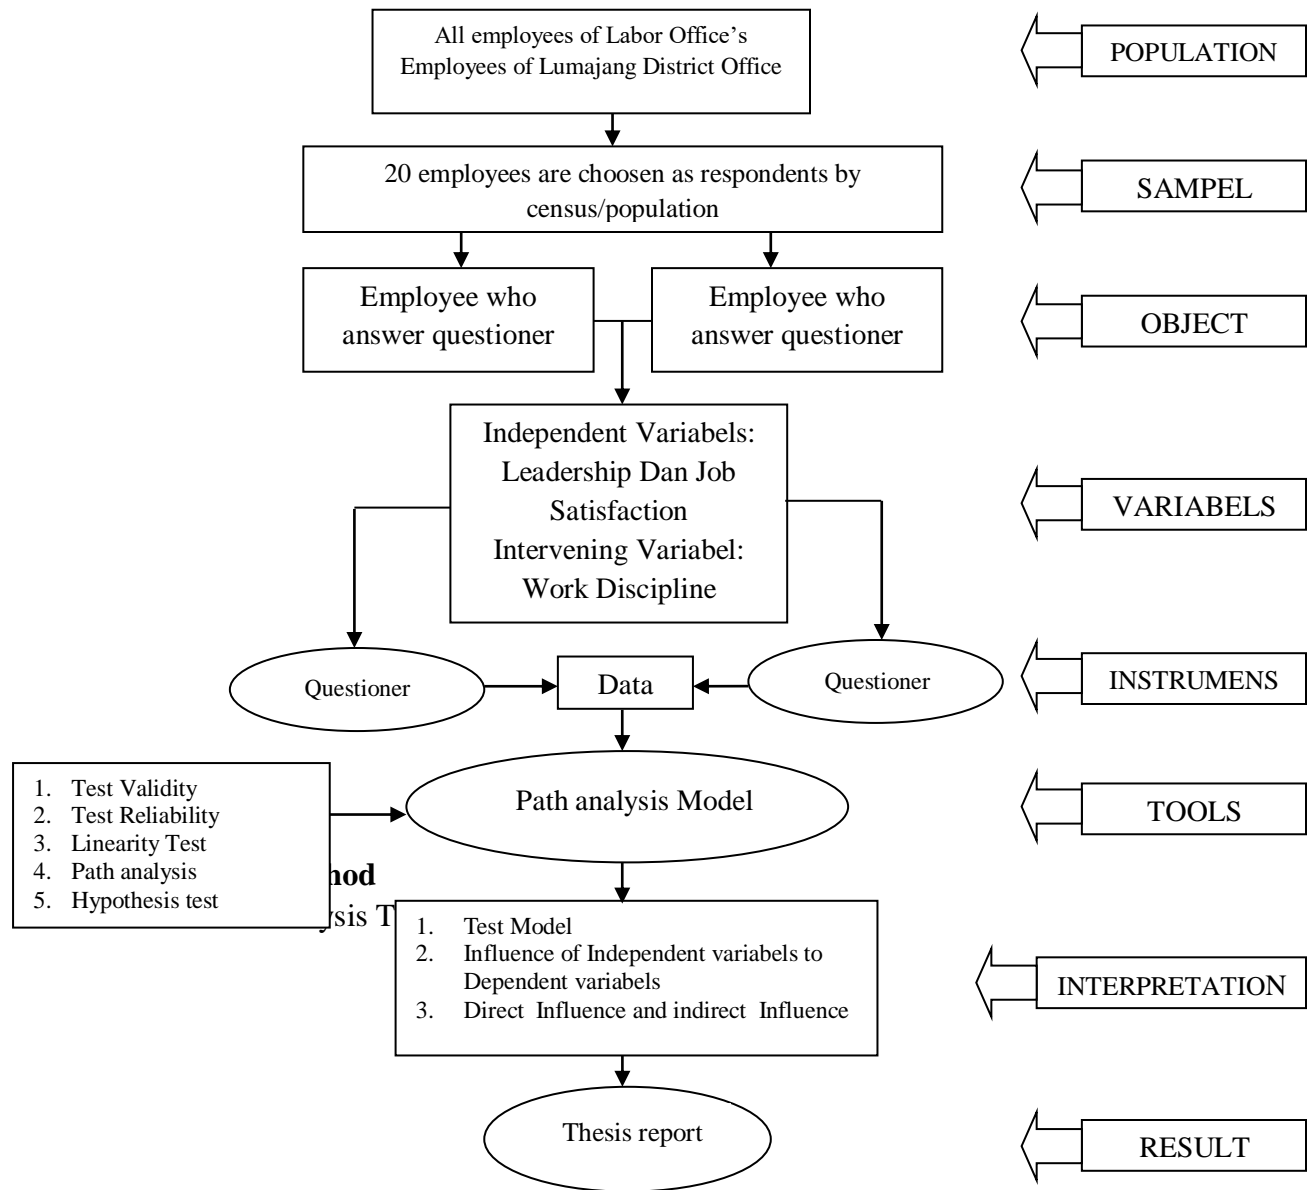 All employees of Labor Office's
Employees of Lumajang District Office
POPULATION
20 employees are choosen as respondents by
census/population
SAMPEL
Employee who
answer questioner
Employee who
answer questioner
OBJECT
Independent Variabels:
Leadership Dan Job
Satisfaction
Intervening Variabel:
Work Discipline
VARIABELS
Questioner
Data
Questioner
INSTRUMENS
1. Test Validity
2. Test Reliability
3. Linearity Test
4. Path analysis
5. Hypothesis test
Path analysis Model
TOOLS
hod
ysis T
1. Test Model
2. Influence of Independent variabels to
Dependent variabels
3. Direct Influence and indirect Influence
INTERPRETATION
Thesis report
RESULT